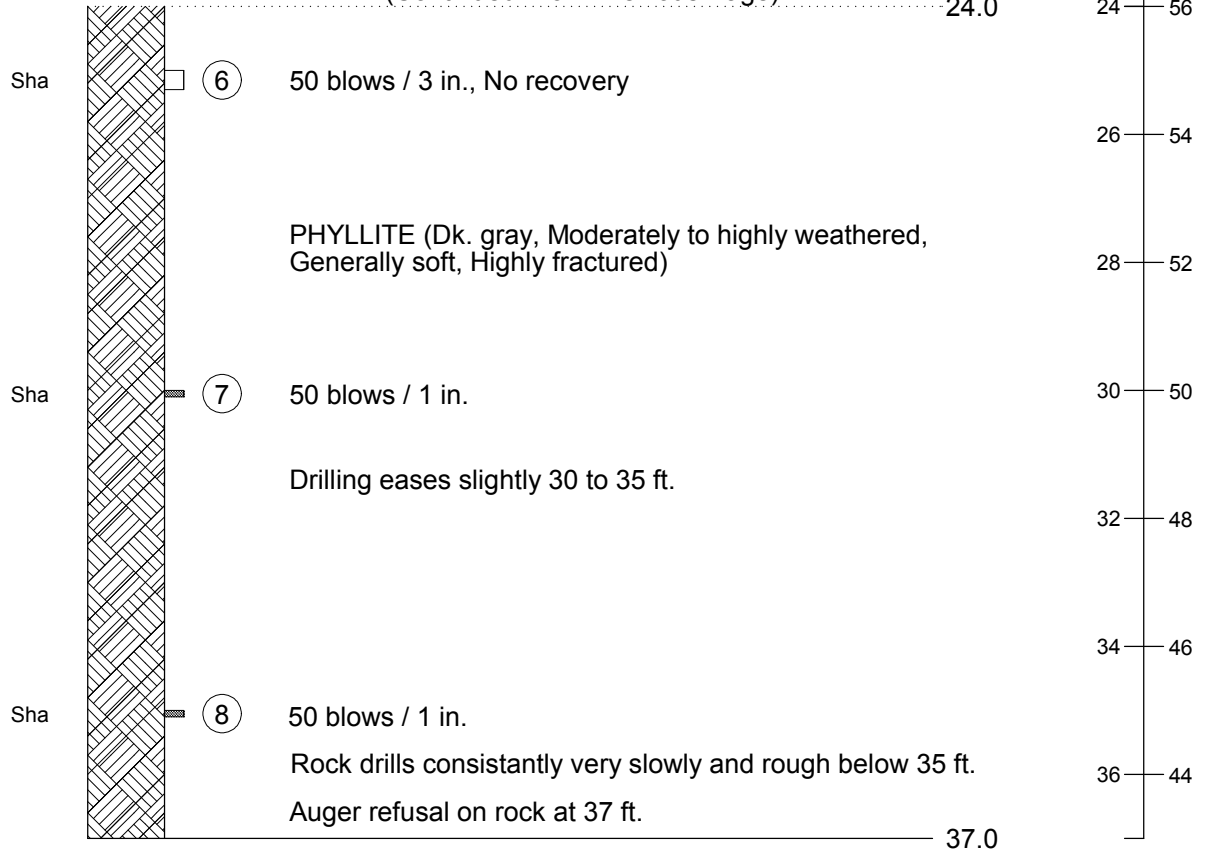 24.0
24 56
Sha 6 50 blows / 3 in., No recovery
26 54
PHYLLITE (Dk. gray, Moderately to highly weathered,
Generally soft, Highly fractured)
28 52
Sha 7 50 blows / 1 in.
30 50
Drilling eases slightly 30 to 35 ft.
32 48
34 46
Sha 8 50 blows / 1 in.
Rock drills consistantly very slowly and rough below 35 ft.
36 44
Auger refusal on rock at 37 ft.
37.0